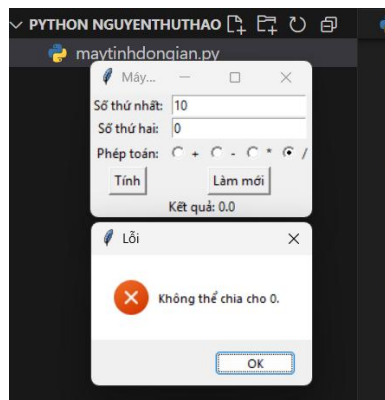 PYTHON NGUYENTHUTHAO
maytinhdongian.py
Máy...
Số thứ nhất: 10
Số thứ hai: 0
Phép toán: + - * /
Tính Làm mới
Kết quả: 0.0
Lỗi
Không thể chia cho 0.
OK